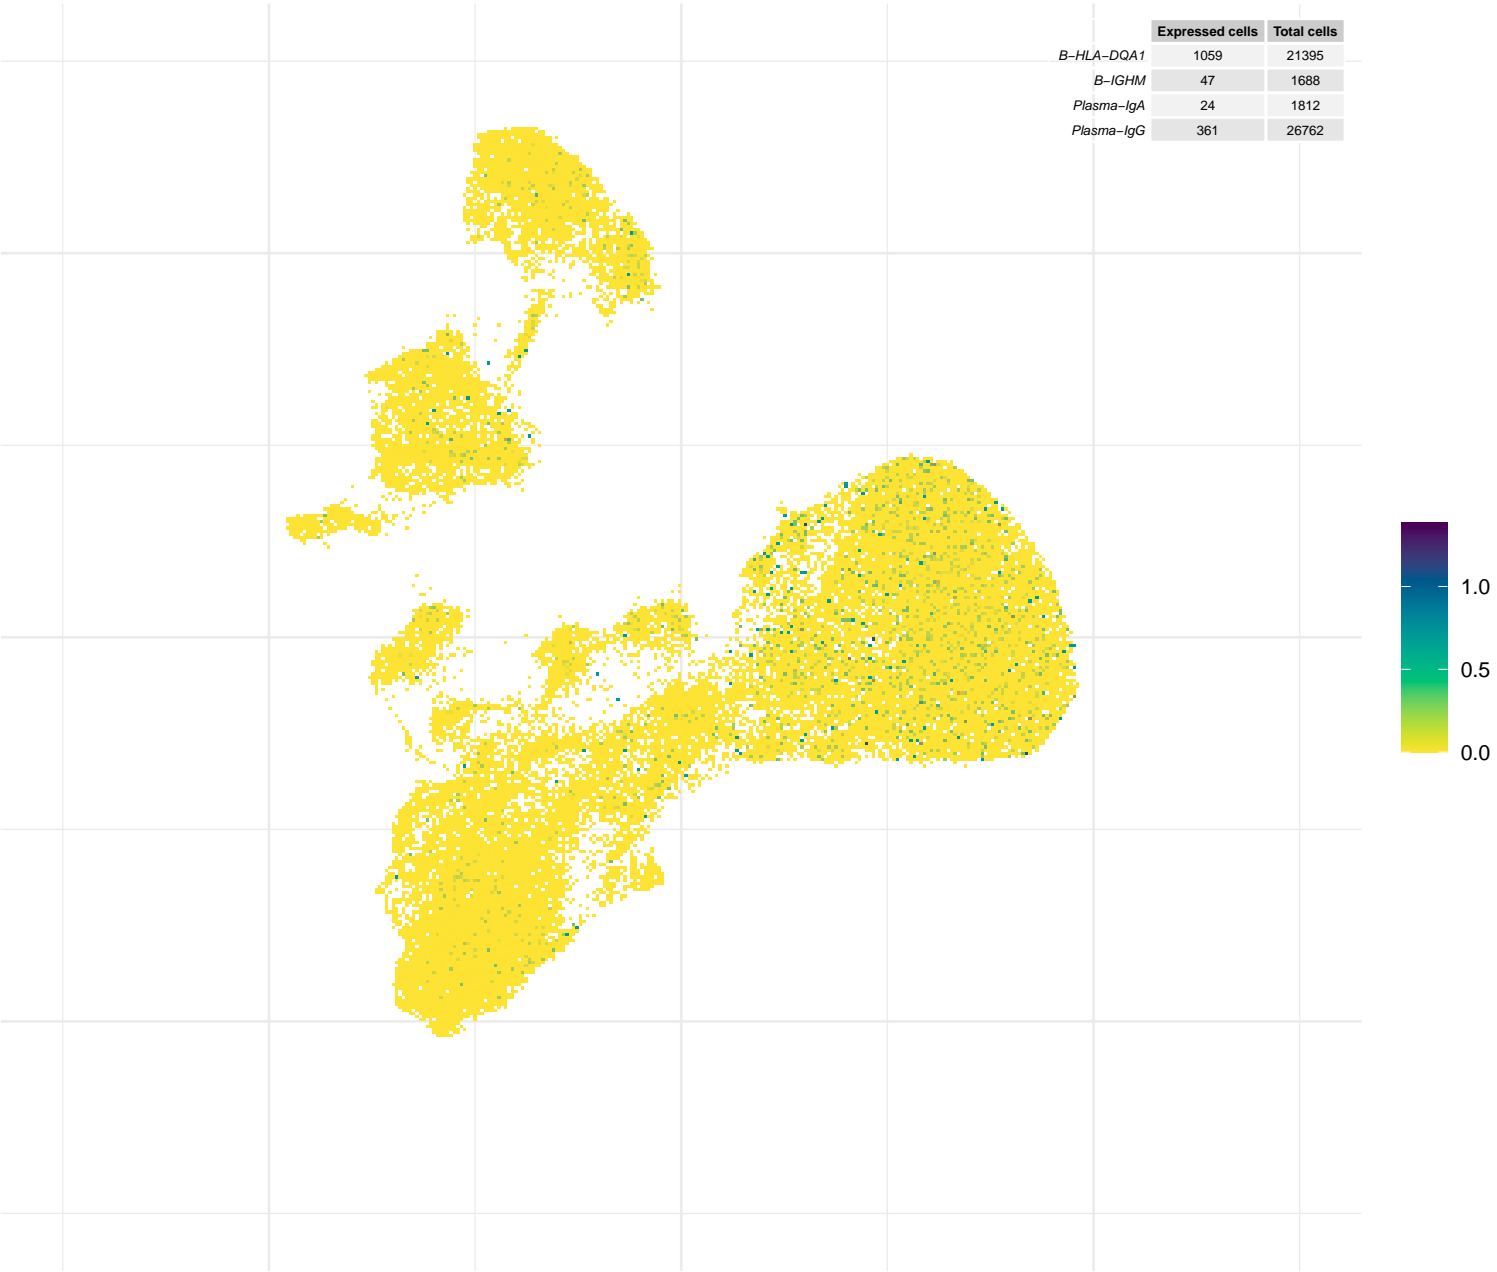 Expressed cells Total cells
B−HLA−DQA1 1059 21395
B−IGHM 47 1688
Plasma−IgA 24 1812
Plasma−IgG 361 26762
1.0
0.5
0.0